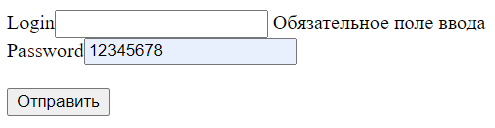 Login Обязательное поле ввода
Password 12345678
Отправить